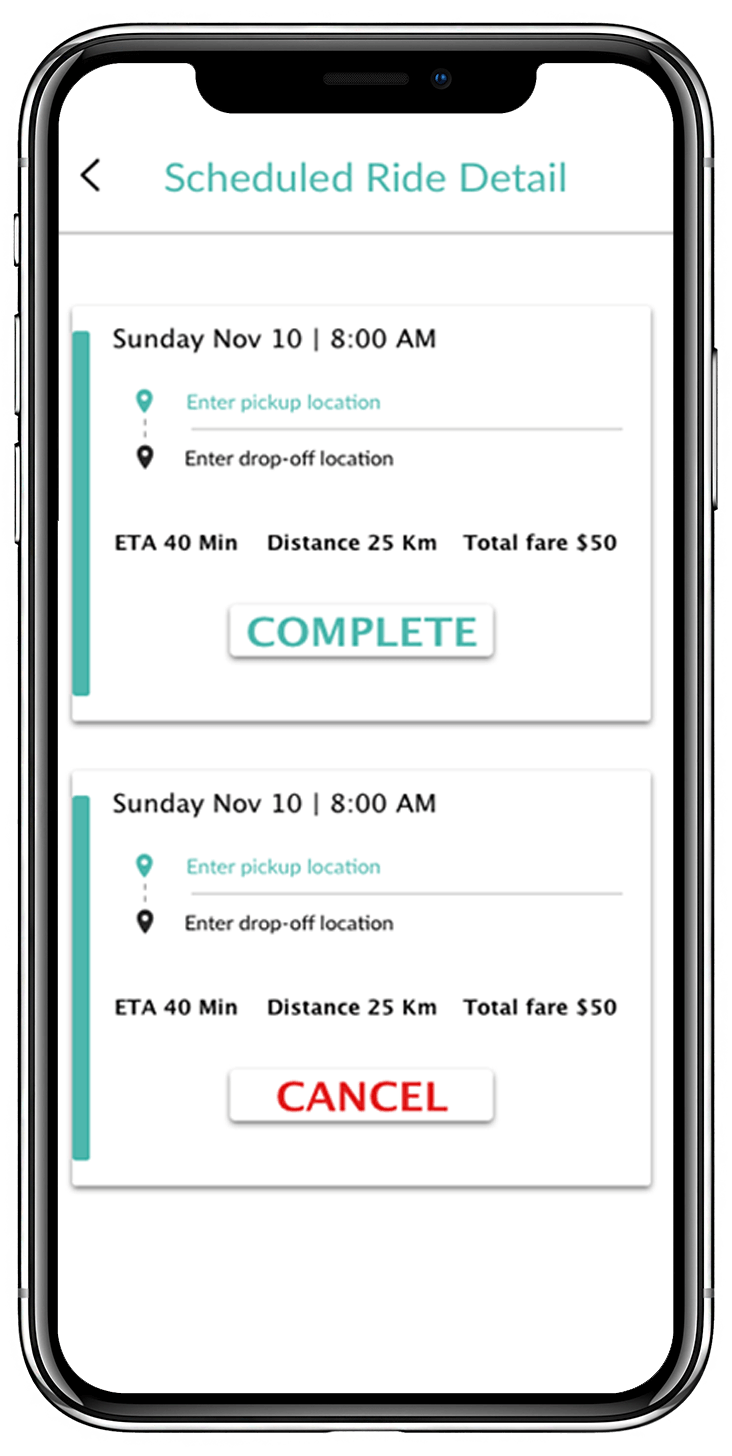 Scheduled Ride Detail
Sunday Nov 10 | 8:00 AM
Enter pickup location
Enter drop-off location
ETA 40 Min Distance 25 Km Total fare $50
COMPLETE
Sunday Nov 10 | 8:00 AM
Enter pickup location
Enter drop-off location
ETA 40 Min Distance 25 Km Total fare $50
CANCEL